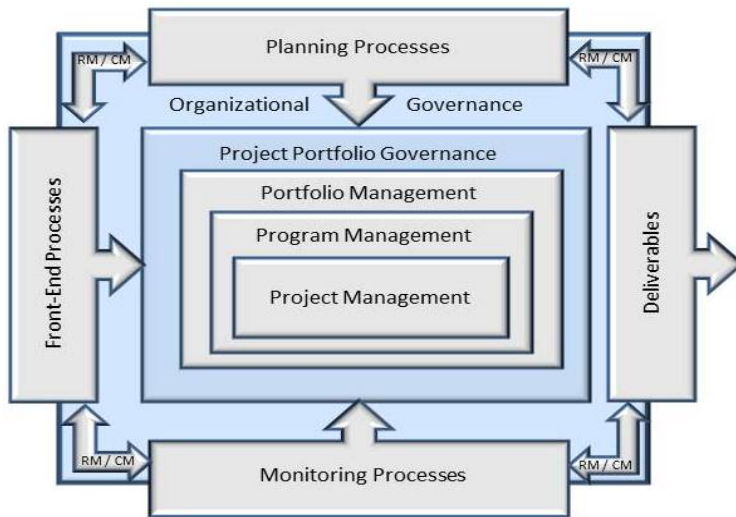 Planning Processes
RM / CM
RM / CM
Organizational Governance
Project Portfolio Governance
Portfolio Management
Program Management
Project Management
Front-End Processes
Deliverables
RM / CM
RM / CM
Monitoring Processes